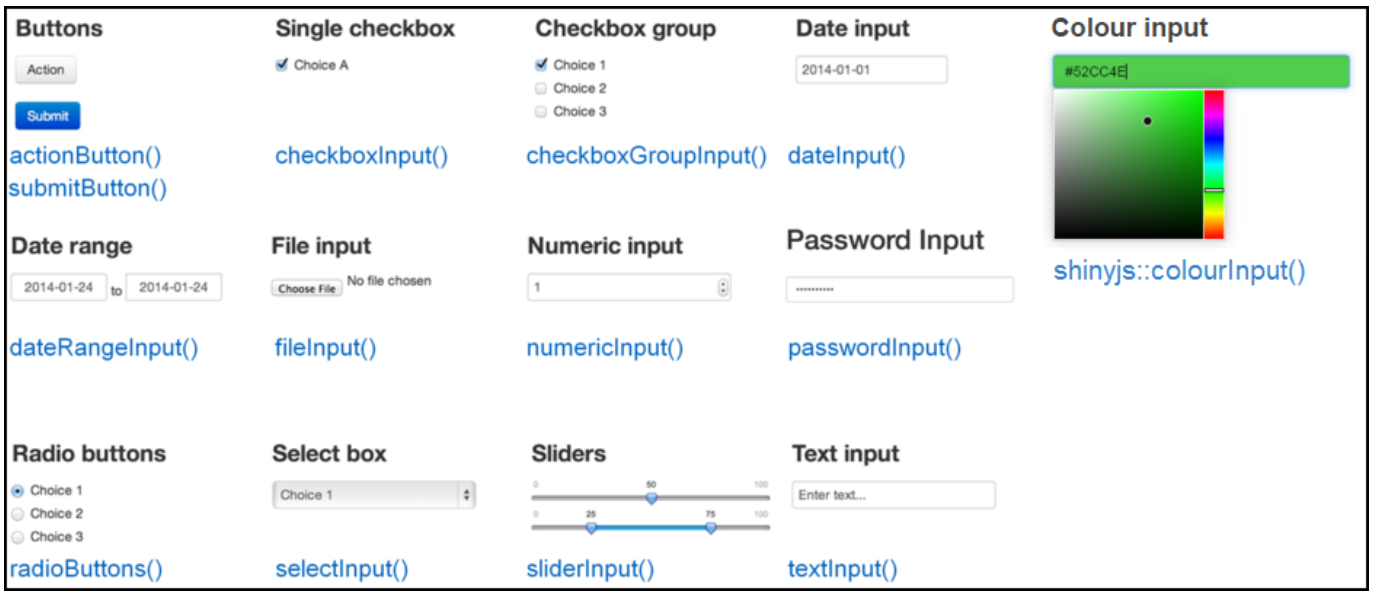 Buttons
Action
Submit
actionButton()
submitButton()
Single checkbox
Choice A
checkboxInput()
Checkbox group
Choice 1
Choice 2
Choice 3
checkboxGroupInput()
Date input
2014-01-01
dateInput()
Colour input
#52CC4E
shinyjs::colourInput()
Date range
2014-01-24 to 2014-01-24
dateRangeInput()
File input
Choose File No file chosen
fileInput()
Numeric input
1
numericInput()
Password Input
passwordInput()
Radio buttons
Choice 1
Choice 2
Choice 3
radioButtons()
Select box
Choice 1
selectInput()
Sliders
0 50 100
0 25 75 100
sliderInput()
Text input
Enter text...
textInput()